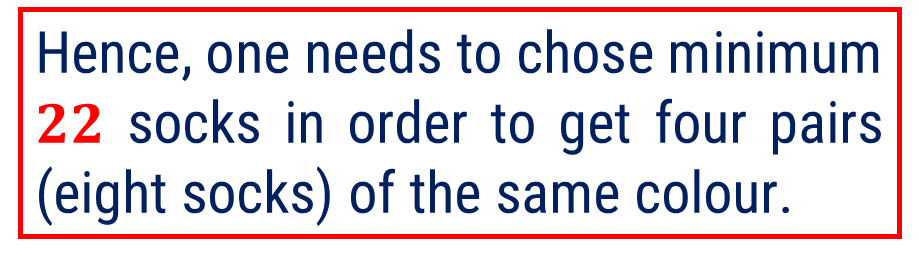 Hence, one needs to chose minimum
22 socks in order to get four pairs
(eight socks) of the same colour.